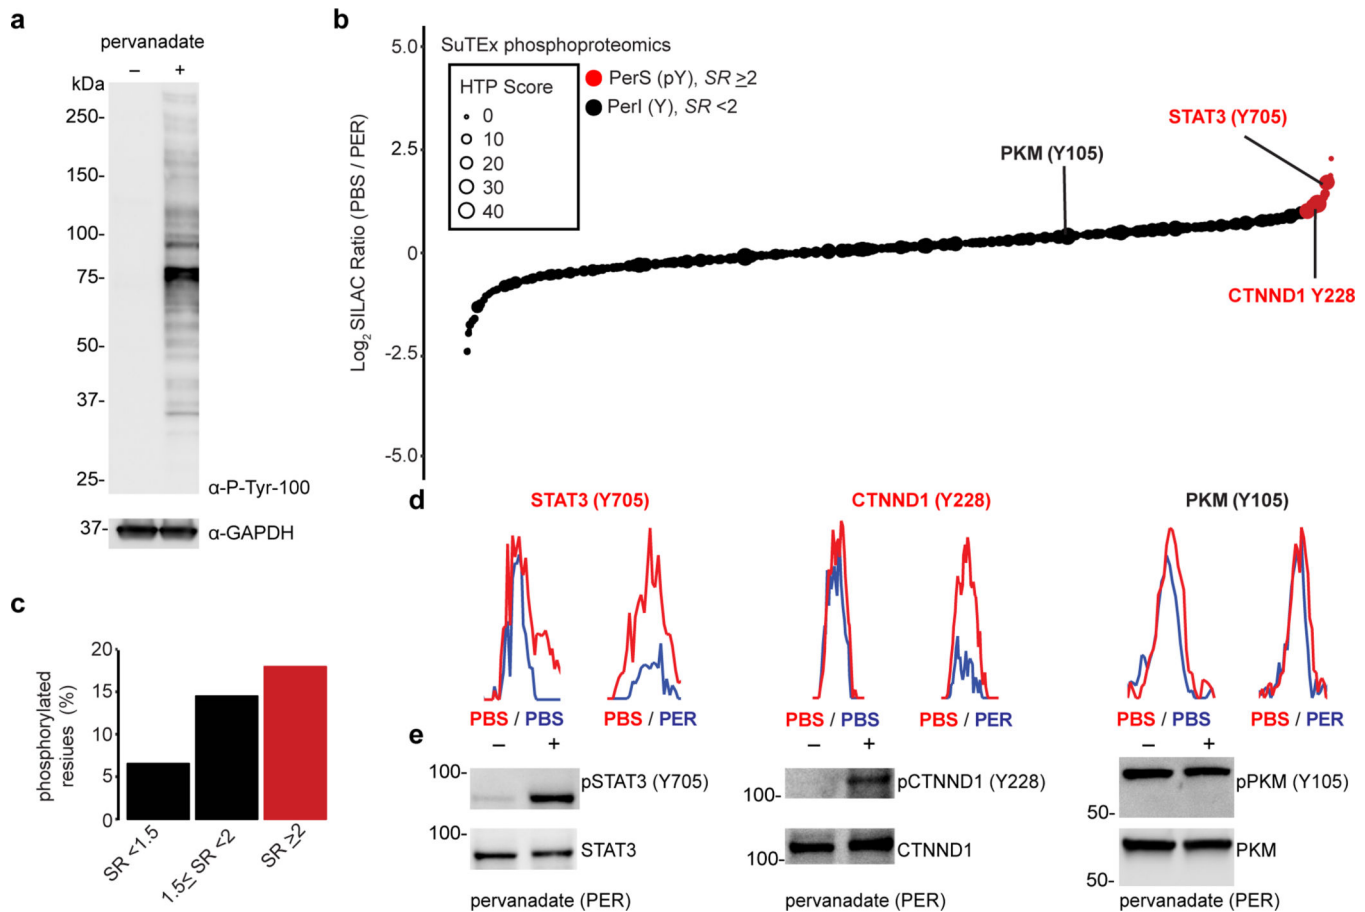 a
pervanadate
– +
kDa
250-
150-
100-
75-
50-
37-
25-
α-P-Tyr-100
37-
α-GAPDH
b
SuTEx phosphoproteomics
HTP Score
0
10
20
30
40
PerS (pY), SR ≥2
PerI (Y), SR <2
Log2 SILAC Ratio (PBS / PER)
5.0
2.5
0
-2.5
-5.0
STAT3 (Y705)
PKM (Y105)
CTNND1 Y228
c
phosphorylated
resiues (%)
20
15
10
5
0
SR <1.5
1.5≤ SR <2
SR ≥2
d
STAT3 (Y705)
CTNND1 (Y228)
PKM (Y105)
PBS / PBS
PBS / PER
PBS / PBS
PBS / PER
PBS / PBS
PBS / PER
e
– +
100-
pSTAT3 (Y705)
100-
STAT3
pervanadate (PER)
– +
100-
pCTNND1 (Y228)
100-
CTNND1
pervanadate (PER)
– +
pPKM (Y105)
50-
PKM
50-
pervanadate (PER)